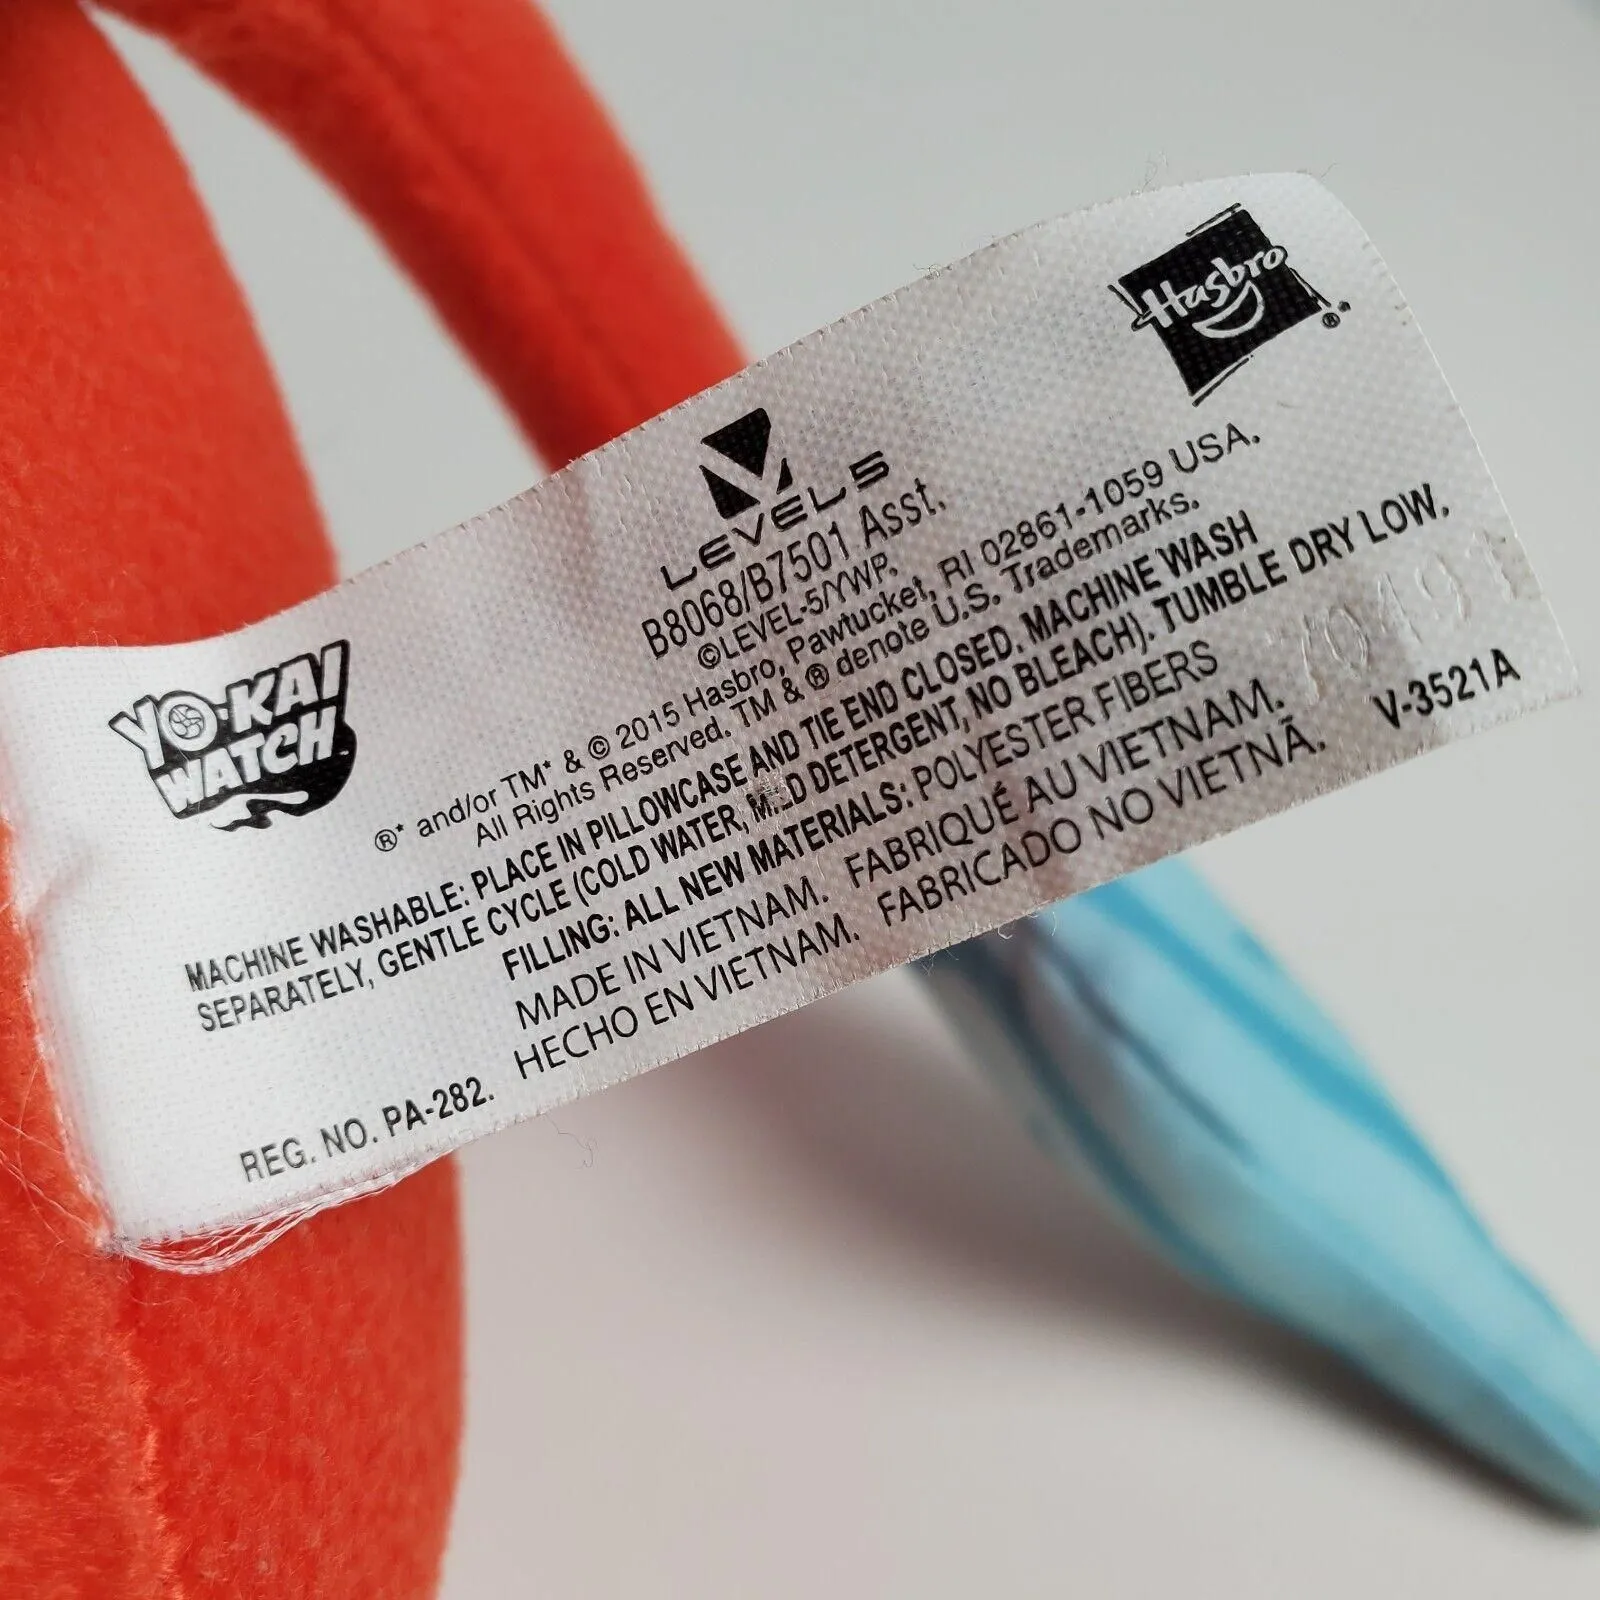 Hasbro
®*
LEVEL5
B8068/B7501 Asst.
©LEVEL-5/YWP.
YO-KAI
WATCH
®* and/or TM* & © 2015 Hasbro, Pawtucket, RI 02861-1059 USA.
All Rights Reserved. TM & ® denote U.S. Trademarks.
MACHINE WASHABLE: PLACE IN PILLOWCASE AND TIE END CLOSED. MACHINE WASH
SEPARATELY, GENTLE CYCLE (COLD WATER, MILD DETERGENT, NO BLEACH). TUMBLE DRY LOW.
FILLING: ALL NEW MATERIALS: POLYESTER FIBERS
MADE IN VIETNAM. FABRIQUÉ AU VIETNAM.
HECHO EN VIETNAM. FABRICADO NO VIETNÃ.
V-3521A
REG. NO. PA-282.